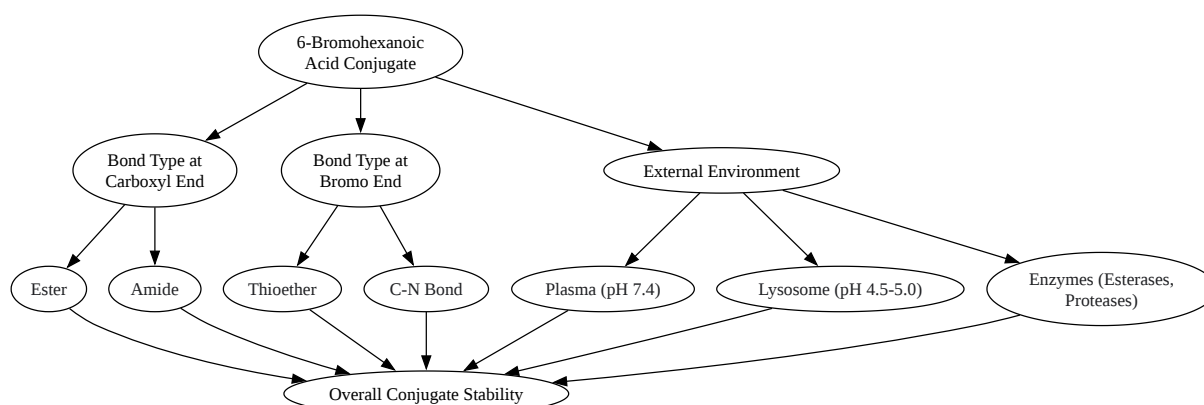 6-Bromohexanoic
Acid Conjugate
Bond Type at
Carboxyl End
Bond Type at
Bromo End
External Environment
Ester
Amide
Thioether
C-N Bond
Plasma (pH 7.4)
Lysosome (pH 4.5-5.0)
Enzymes (Esterases,
Proteases)
Overall Conjugate Stability